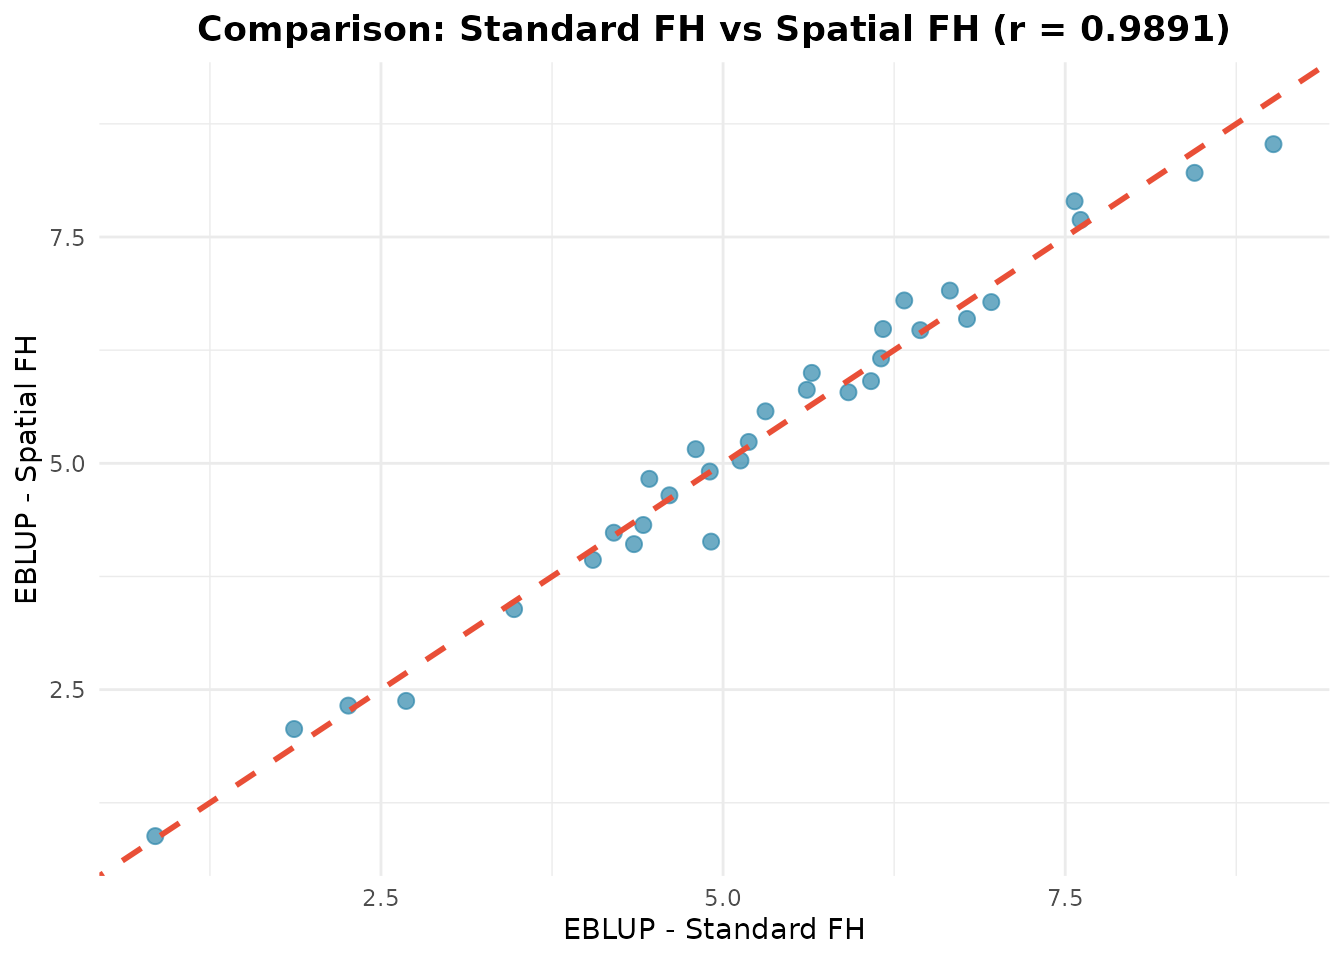 Comparison: Standard FH vs Spatial FH (r = 0.9891)
EBLUP - Spatial FH
7.5
5.0
2.5
2.5 5.0 7.5
EBLUP - Standard FH